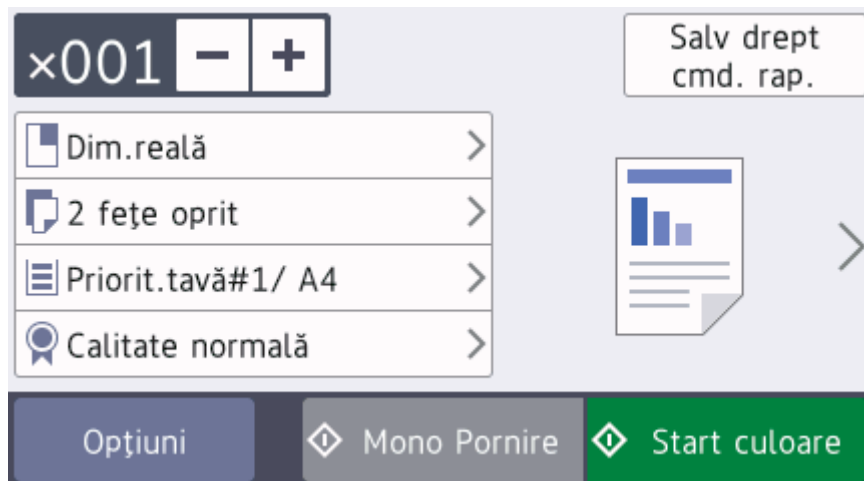 ×001 - +
Salv drept
cmd. rap.
Dim.reală
2 feţe oprit
Priorit.tavă#1/ A4
Calitate normală
Opţiuni
Mono Pornire
Start culoare